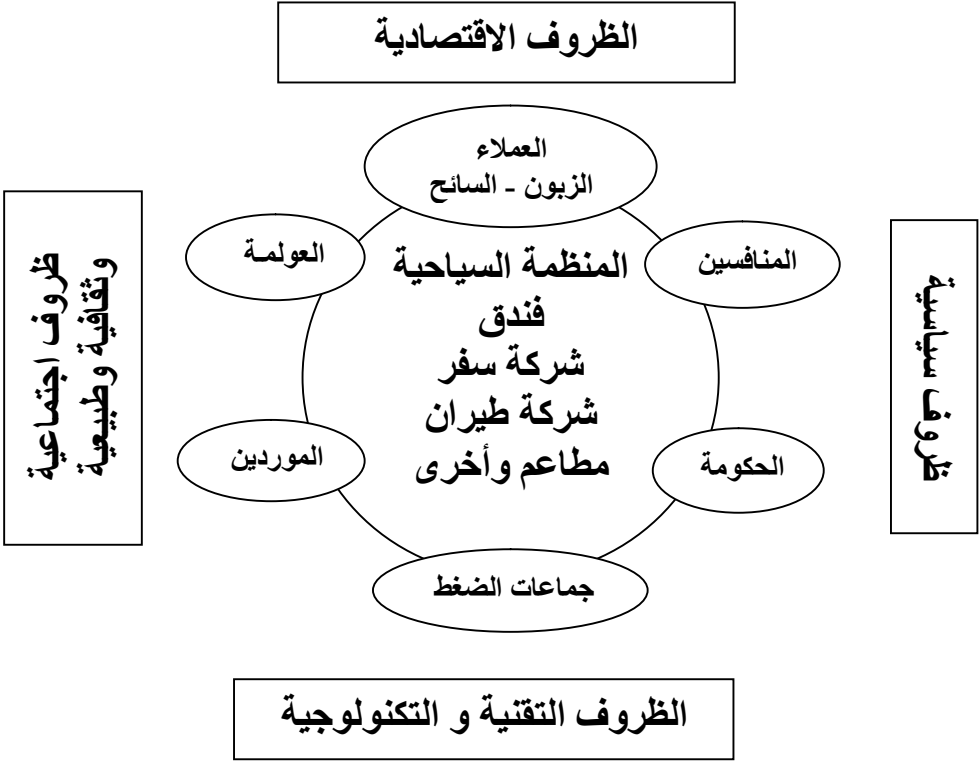 الظروف الاقتصادية
العملاء
الزبون - السائح
المنافسين
العولمة
المنظمة السياحية
فندق
شركة سفر
شركة طيران
مطاعم وأخرى
ظروف سياسية
ظروف اجتماعية
وثقافية وطبيعية
الحكومة
الموردين
جماعات الضغط
الظروف التقنية و التكنولوجية